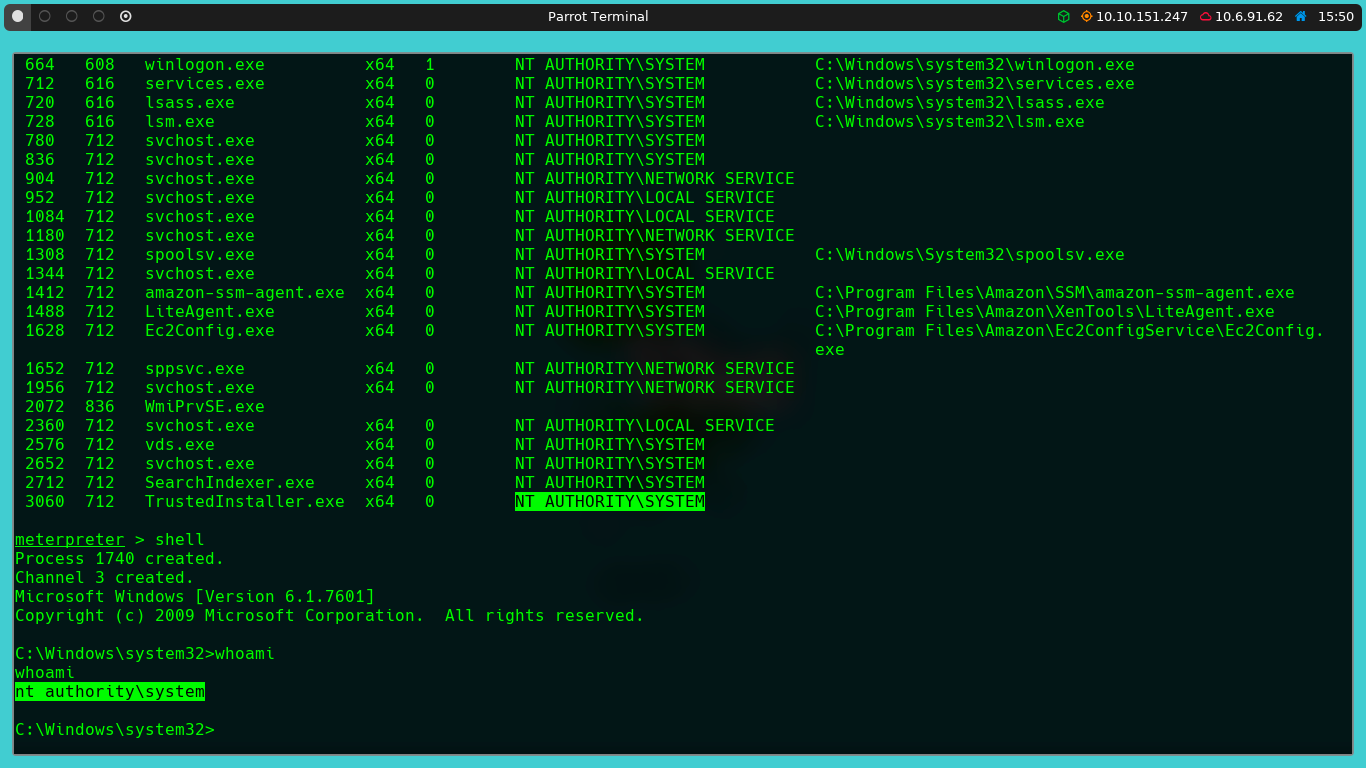 Parrot Terminal 10.10.151.247 10.6.91.62 15:50
664 608 winlogon.exe x64 1 NT AUTHORITY\SYSTEM C:\Windows\system32\winlogon.exe
712 616 services.exe x64 0 NT AUTHORITY\SYSTEM C:\Windows\system32\services.exe
720 616 lsass.exe x64 0 NT AUTHORITY\SYSTEM C:\Windows\system32\lsass.exe
728 616 lsm.exe x64 0 NT AUTHORITY\SYSTEM C:\Windows\system32\lsm.exe
780 712 svchost.exe x64 0 NT AUTHORITY\SYSTEM
836 712 svchost.exe x64 0 NT AUTHORITY\SYSTEM
904 712 svchost.exe x64 0 NT AUTHORITY\NETWORK SERVICE
952 712 svchost.exe x64 0 NT AUTHORITY\LOCAL SERVICE
1084 712 svchost.exe x64 0 NT AUTHORITY\LOCAL SERVICE
1180 712 svchost.exe x64 0 NT AUTHORITY\NETWORK SERVICE
1308 712 spoolsv.exe x64 0 NT AUTHORITY\SYSTEM C:\Windows\System32\spoolsv.exe
1344 712 svchost.exe x64 0 NT AUTHORITY\LOCAL SERVICE
1412 712 amazon-ssm-agent.exe x64 0 NT AUTHORITY\SYSTEM C:\Program Files\Amazon\SSM\amazon-ssm-agent.exe
1488 712 LiteAgent.exe x64 0 NT AUTHORITY\SYSTEM C:\Program Files\Amazon\XenTools\LiteAgent.exe
1628 712 Ec2Config.exe x64 0 NT AUTHORITY\SYSTEM C:\Program Files\Amazon\Ec2ConfigService\Ec2Config.
exe
1652 712 sppsvc.exe x64 0 NT AUTHORITY\NETWORK SERVICE
1956 712 svchost.exe x64 0 NT AUTHORITY\NETWORK SERVICE
2072 836 WmiPrvSE.exe
2360 712 svchost.exe x64 0 NT AUTHORITY\LOCAL SERVICE
2576 712 vds.exe x64 0 NT AUTHORITY\SYSTEM
2652 712 svchost.exe x64 0 NT AUTHORITY\SYSTEM
2712 712 SearchIndexer.exe x64 0 NT AUTHORITY\SYSTEM
3060 712 TrustedInstaller.exe x64 0 NT AUTHORITY\SYSTEM
meterpreter > shell
Process 1740 created.
Channel 3 created.
Microsoft Windows [Version 6.1.7601]
Copyright (c) 2009 Microsoft Corporation.  All rights reserved.
C:\Windows\system32>whoami
whoami
nt authority\system
C:\Windows\system32>